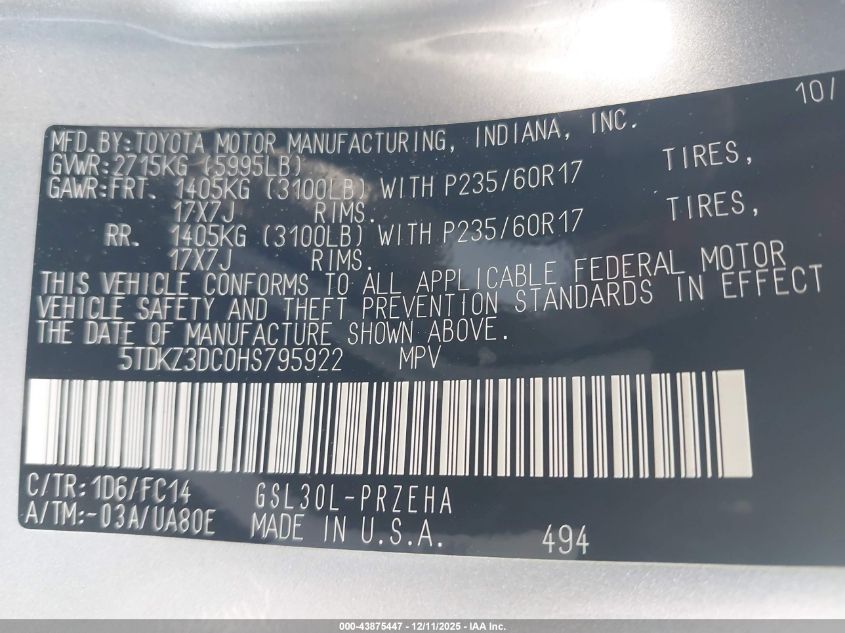 10/
MFD.BY:TOYOTA MOTOR MANUFACTURING, INDIANA, INC.
GVWR:2715KG (5995LB)
GAWR:FRT. 1405KG (3100LB) WITH P235/60R17 TIRES,
17X7J RIMS.
RR. 1405KG (3100LB) WITH P235/60R17 TIRES,
17X7J RIMS.
THIS VEHICLE CONFORMS TO ALL APPLICABLE FEDERAL MOTOR
VEHICLE SAFETY AND THEFT PREVENTION STANDARDS IN EFFECT
THE DATE OF MANUFACTURE SHOWN ABOVE.
5TDKZ3DC0HS795922 MPV
C/TR:1D6/FC14 GSL30L-PRZEHA
A/TM:-03A/UA80E MADE IN U.S.A. 494
000-43875447 - 12/11/2025 - IAA Inc.